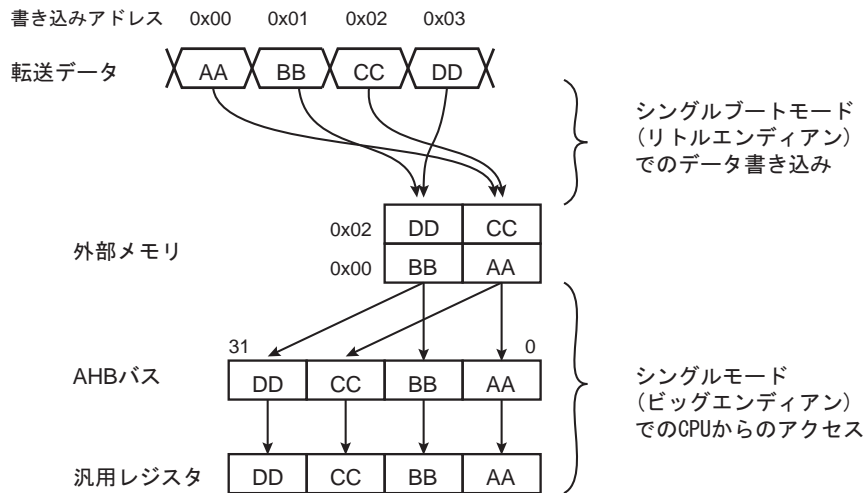 書き込みアドレス 0x00 0x01 0x02 0x03
転送データ AA BB CC DD
シングルブートモード
(リトルエンディアン)
でのデータ書き込み
外部メモリ
0x02 DD CC
0x00 BB AA
31 0
AHBバス DD CC BB AA
シングルモード
(ビッグエンディアン)
でのCPUからのアクセス
汎用レジスタ DD CC BB AA